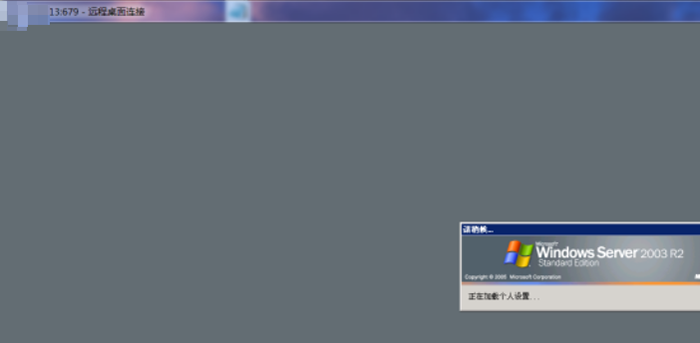 13:679 - 远程桌面连接
请稍候...
Microsoft
Windows Server 2003 R2
Standard Edition
Copyright © 2005 Microsoft Corporation
正在加载个人设置...